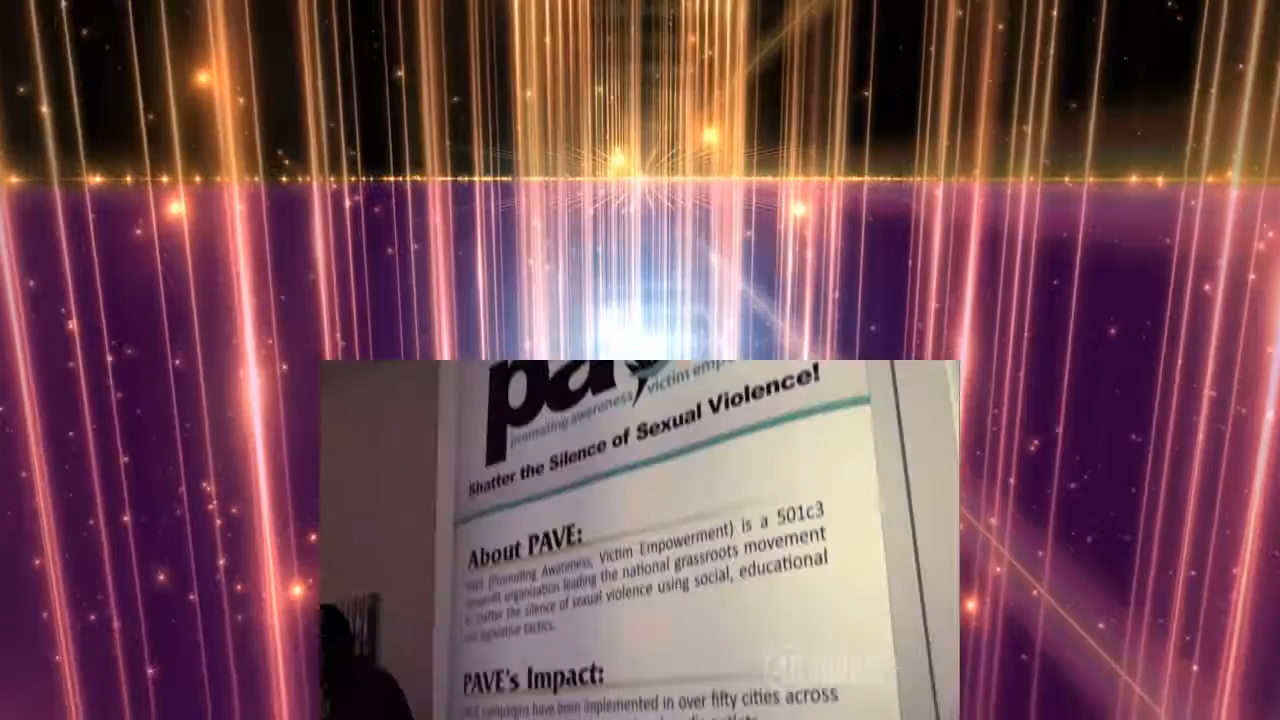 pav
promoting awareness, victim emp
Shatter the Silence of Sexual Violence!
About PAVE:
(Promoting Awareness, Victim Empowerment) is a 501c3
nonprofit organization leading the national grassroots movement
to shatter the silence of sexual violence using social, educational
and legislative tactics.
PAVE's Impact:
campaigns have been implemented in over fifty cities across